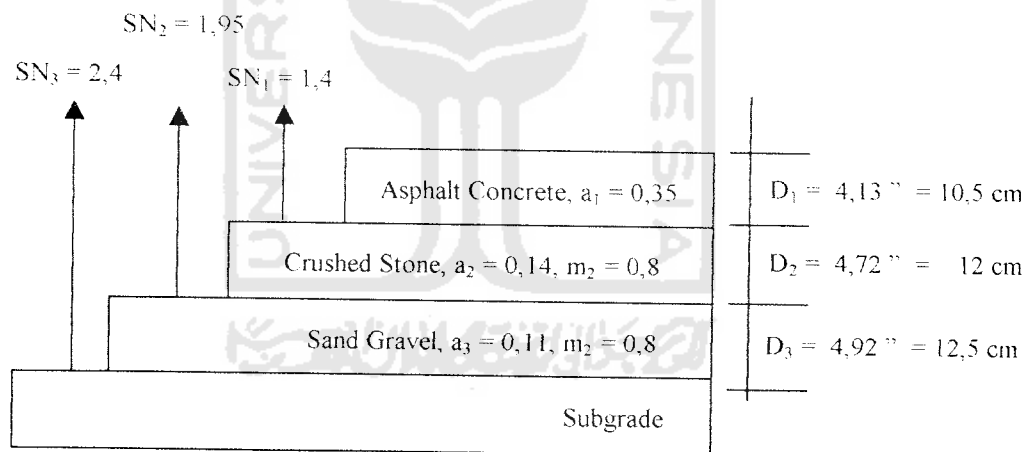 SN₂ = 1,95
SN₃ = 2,4
SN₁ = 1,4
Asphalt Concrete, a₁ = 0,35
D₁ = 4,13 " = 10,5 cm
Crushed Stone, a₂ = 0,14, m₂ = 0,8
D₂ = 4,72 " = 12 cm
Sand Gravel, a₃ = 0,11, m₂ = 0,8
D₃ = 4,92 " = 12,5 cm
Subgrade